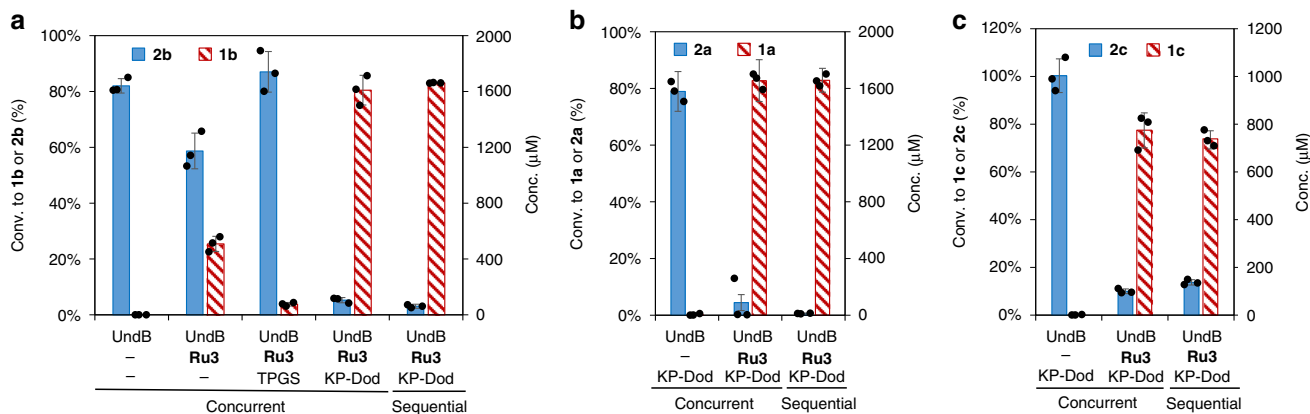 a
2b 1b
Conv. to 1b or 2b (%)
100%
80%
60%
40%
20%
0%
2000
1600
1200
800
400
0
Conc. (μM)
UndB UndB UndB UndB UndB
– Ru3 Ru3 Ru3 Ru3
– – TPGS KP-Dod KP-Dod
Concurrent Sequential
b
2a 1a
Conv. to 1a or 2a (%)
100%
80%
60%
40%
20%
0%
2000
1600
1200
800
400
0
Conc. (μM)
UndB UndB UndB
– Ru3 Ru3
KP-Dod KP-Dod KP-Dod
Concurrent Sequential
c
2c 1c
Conv. to 1c or 2c (%)
120%
100%
80%
60%
40%
20%
0%
1200
1000
800
600
400
200
0
Conc. (μM)
UndB UndB UndB
– Ru3 Ru3
KP-Dod KP-Dod KP-Dod
Concurrent Sequential